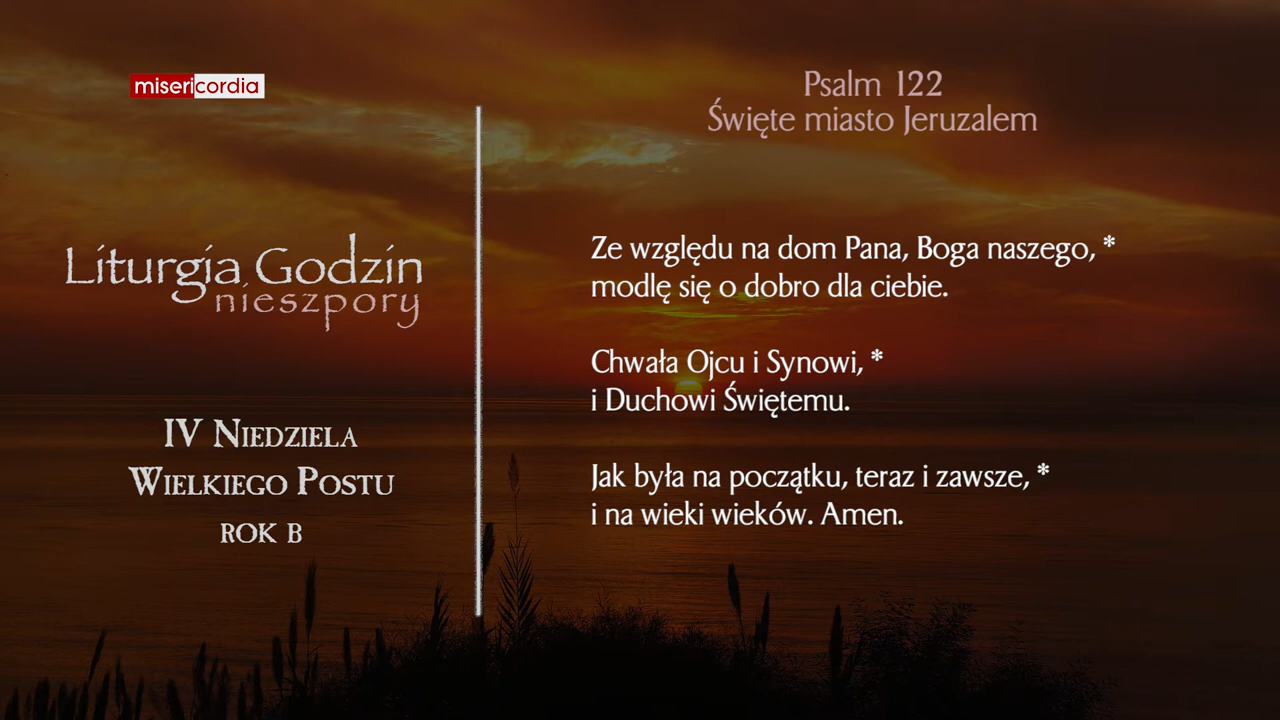 misericordia
Liturgia Godzin
nieszpory
IV Niedziela
Wielkiego Postu
rok B
Psalm 122
Święte miasto Jeruzalem
Ze względu na dom Pana, Boga naszego, *
modlę się o dobro dla ciebie.
Chwała Ojcu i Synowi, *
i Duchowi Świętemu.
Jak była na początku, teraz i zawsze, *
i na wieki wieków. Amen.